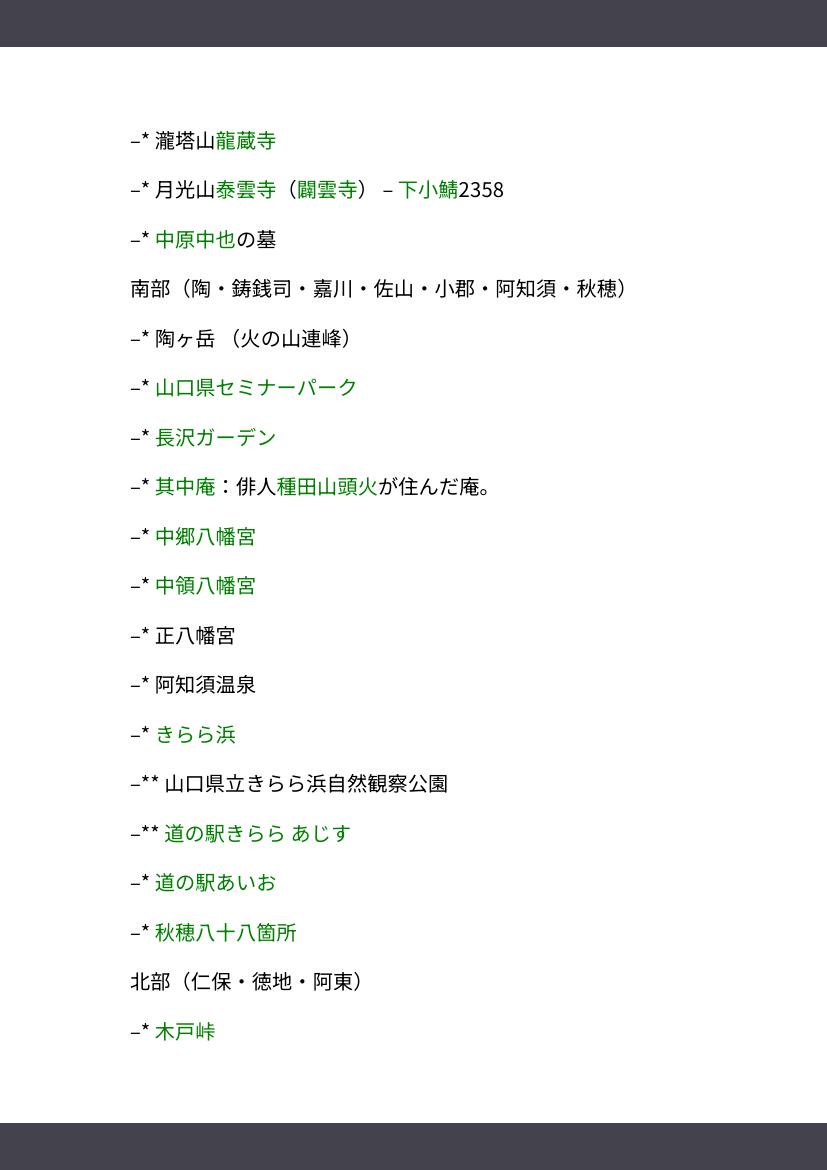 –* 瀧塔山龍蔵寺
–* 月光山泰雲寺（闢雲寺） – 下小鯖2358
–* 中原中也の墓
南部（陶・鋳銭司・嘉川・佐山・小郡・阿知須・秋穂）
–* 陶ヶ岳 （火の山連峰）
–* 山口県セミナーパーク
–* 長沢ガーデン
–* 其中庵：俳人種田山頭火が住んだ庵。
–* 中郷八幡宮
–* 中領八幡宮
–* 正八幡宮
–* 阿知須温泉
–* きらら浜
–** 山口県立きらら浜自然観察公園
–** 道の駅きらら あじす
–* 道の駅あいお
–* 秋穂八十八箇所
北部（仁保・徳地・阿東）
–* 木戸峠